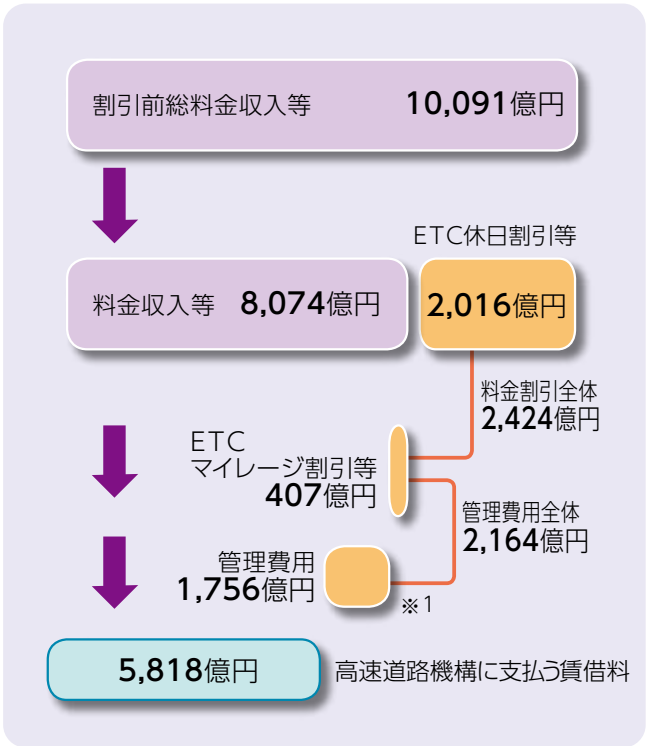 割引前総料金収入等 10,091億円
ETC休日割引等
料金収入等 8,074億円 2,016億円
料金割引全体
2,424億円
ETC
マイレージ割引等
407億円
管理費用全体
2,164億円
管理費用
1,756億円
※1
5,818億円 高速道路機構に支払う賃借料